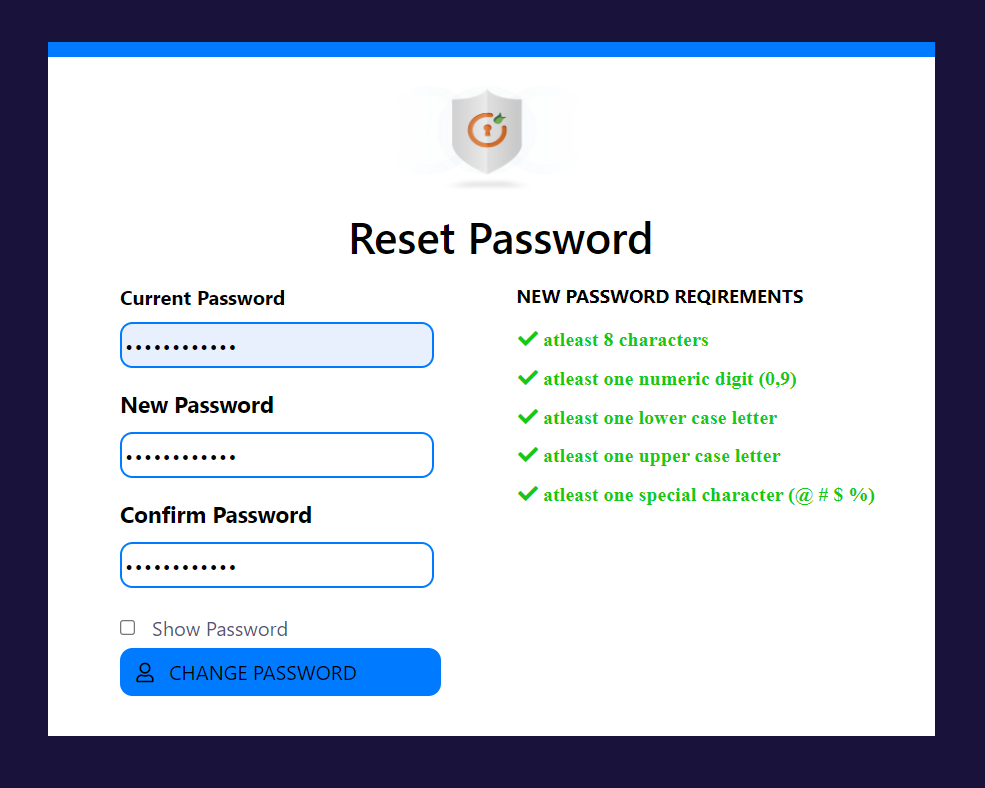 Reset Password
Current Password
••••••••••••
New Password
••••••••••••
Confirm Password
••••••••••••
Show Password
CHANGE PASSWORD
NEW PASSWORD REQIREMENTS
atleast 8 characters
atleast one numeric digit (0,9)
atleast one lower case letter
atleast one upper case letter
atleast one special character (@ # $ %)